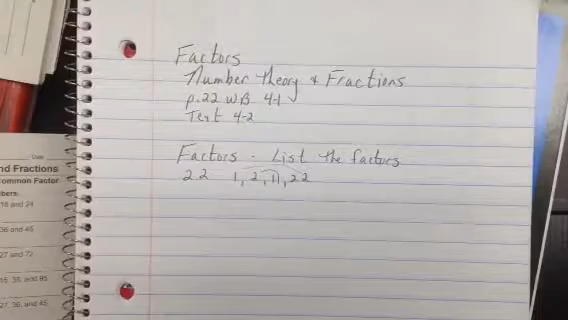 Factors
Number theory & Fractions
p.22 WB 4-1
Text 4-2
Factors - List the factors
22 1, 2, 11, 22
Date
nd Fractions
ommon Factor
bers.
18 and 24
36 and 45
27 and 72
15, 35, and 85
27, 36, and 45